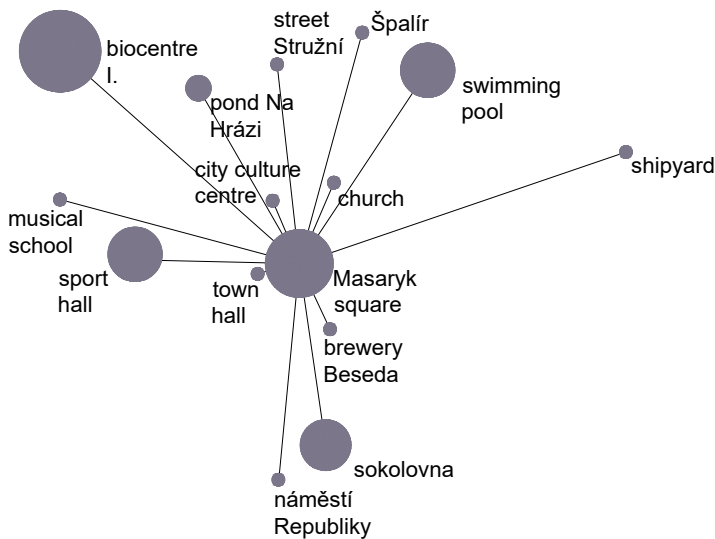 street
Stružní
Špalír
biocentre
I.
swimming
pool
pond Na
Hrázi
shipyard
city culture
centre
church
musical
school
sport
hall
town
hall
Masaryk
square
brewery
Beseda
sokolovna
náměstí
Republiky